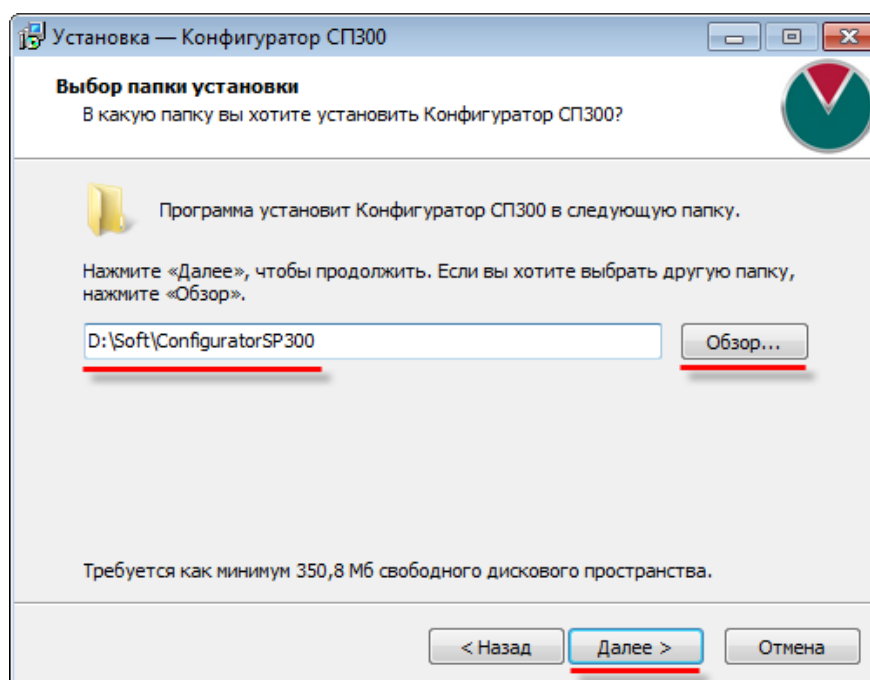 Установка — Конфигуратор СП300
Выбор папки установки
В какую папку вы хотите установить Конфигуратор СП300?
Программа установит Конфигуратор СП300 в следующую папку.
Нажмите «Далее», чтобы продолжить. Если вы хотите выбрать другую папку,
нажмите «Обзор».
D:\Soft\ConfiguratorSP300
Обзор...
Требуется как минимум 350,8 Мб свободного дискового пространства.
< Назад
Далее >
Отмена